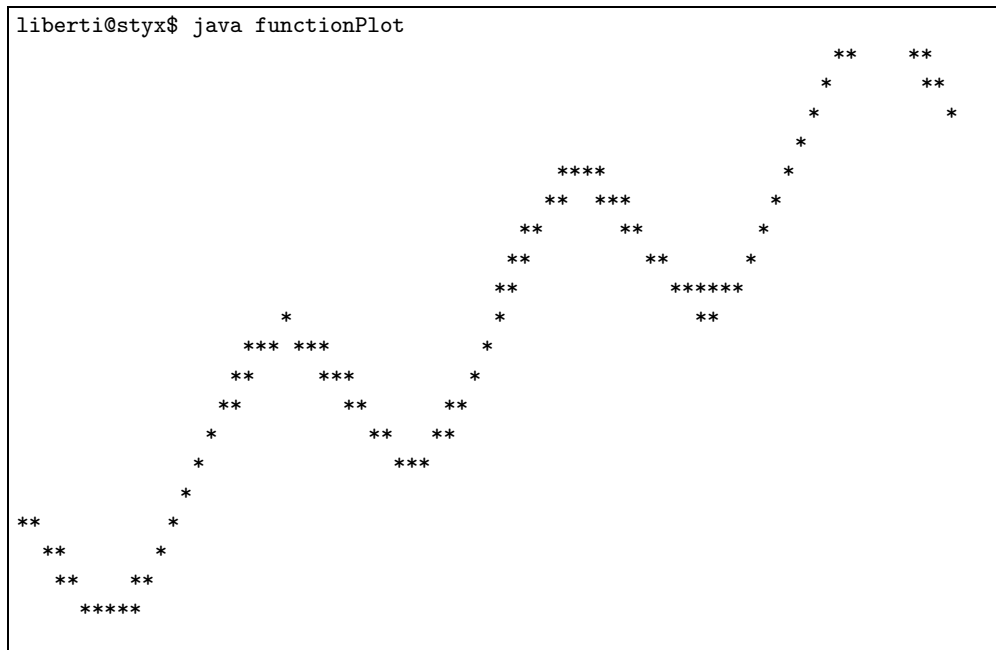 liberti@styx$ java functionPlot
                                                                 **    **
                                                                *       **
                                                               *          *
                                                              *
                                           ****              *
                                          **  ***           *
                                        **      **         *
                                       **         **      *
                                      **            ******
                     *                *               **
                  *** ***            *
                 **     ***         *
                **        **      **
               *            **   **
              *               ***
             *
**          *
  **       *
   **    **
     *****